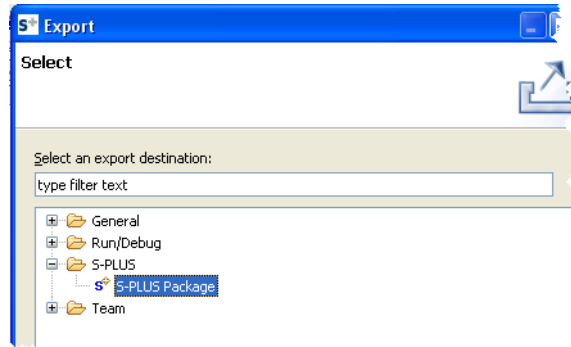 S+ Export
Select
Select an export destination:
type filter text
General
Run/Debug
S-PLUS
S+ S-PLUS Package
Team